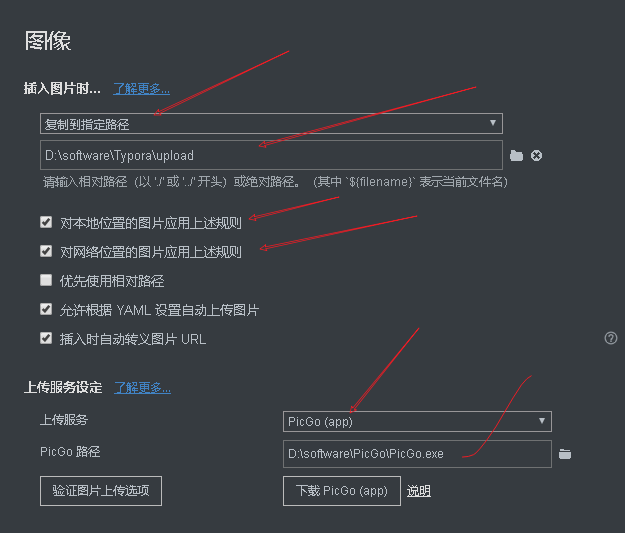 图像
插入图片时... 了解更多...
复制到指定路径
D:\software\Typora\upload
请输入相对路径（以 './' 或 '../' 开头）或绝对路径。（其中 `${filename}` 表示当前文件名）
对本地位置的图片应用上述规则
对网络位置的图片应用上述规则
优先使用相对路径
允许根据 YAML 设置自动上传图片
插入时自动转义图片 URL
上传服务设定 了解更多...
上传服务 PicGo (app)
PicGo 路径 D:\software\PicGo\PicGo.exe
验证图片上传选项 下载 PicGo (app) 说明